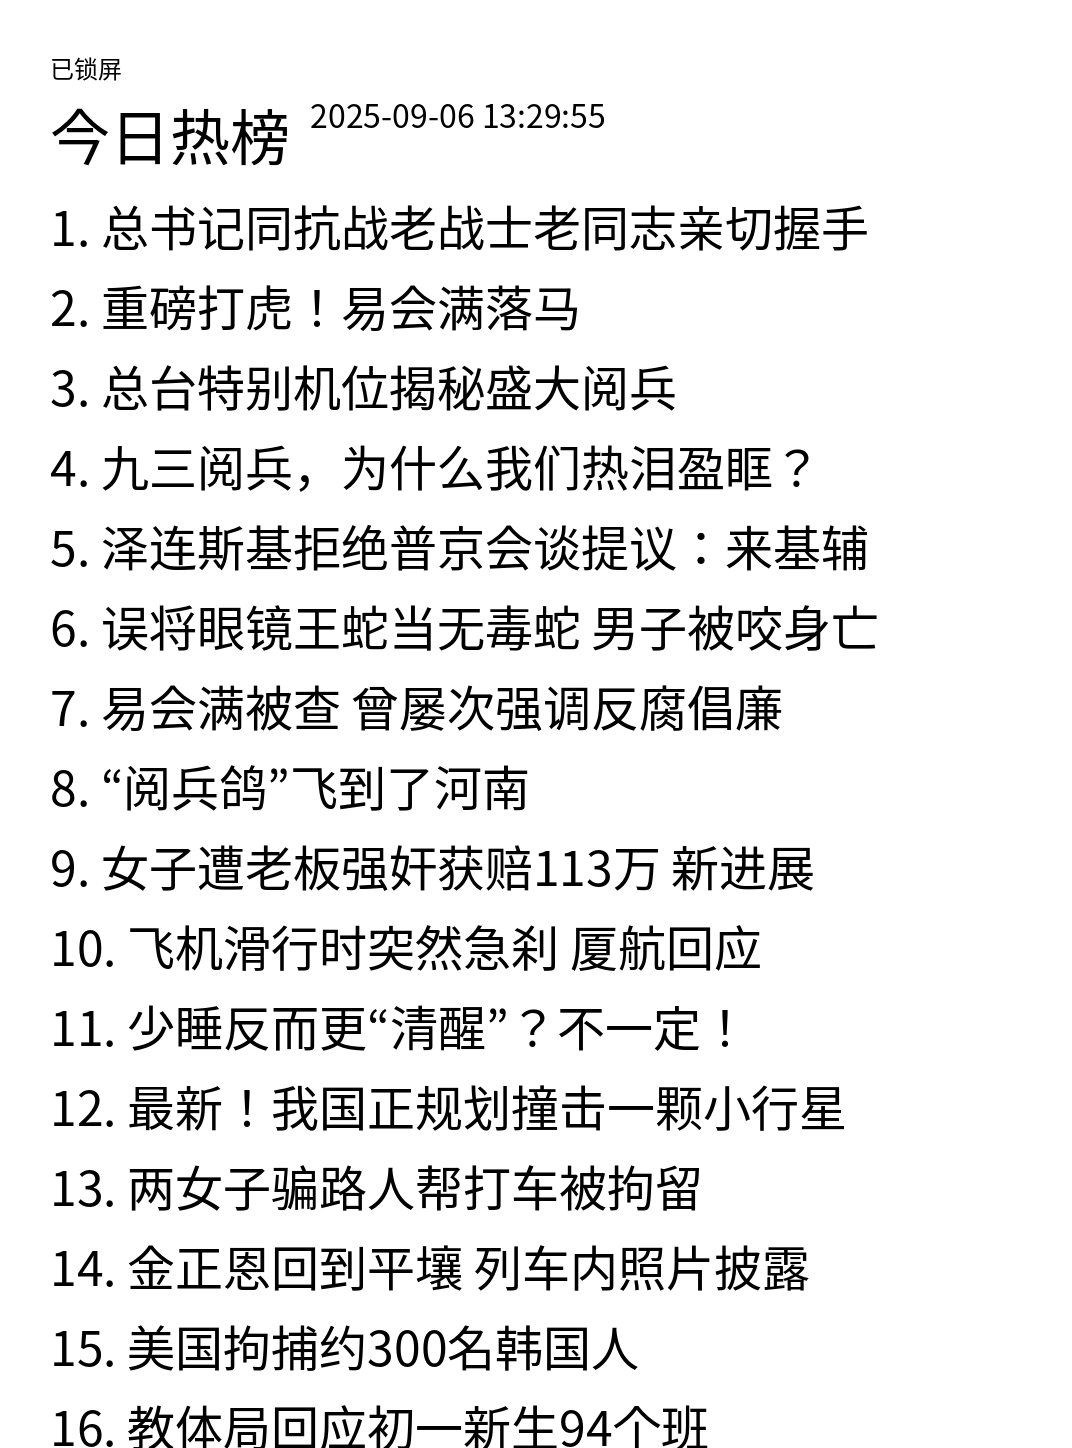 已锁屏
今日热榜 2025-09-06 13:29:55
1. 总书记同抗战老战士老同志亲切握手
2. 重磅打虎！易会满落马
3. 总台特别机位揭秘盛大阅兵
4. 九三阅兵，为什么我们热泪盈眶？
5. 泽连斯基拒绝普京会谈提议：来基辅
6. 误将眼镜王蛇当无毒蛇 男子被咬身亡
7. 易会满被查 曾屡次强调反腐倡廉
8. “阅兵鸽”飞到了河南
9. 女子遭老板强奸获赔113万 新进展
10. 飞机滑行时突然急刹 厦航回应
11. 少睡反而更“清醒”？不一定！
12. 最新！我国正规划撞击一颗小行星
13. 两女子骗路人帮打车被拘留
14. 金正恩回到平壤 列车内照片披露
15. 美国拘捕约300名韩国人
16. 教体局回应初一新生94个班